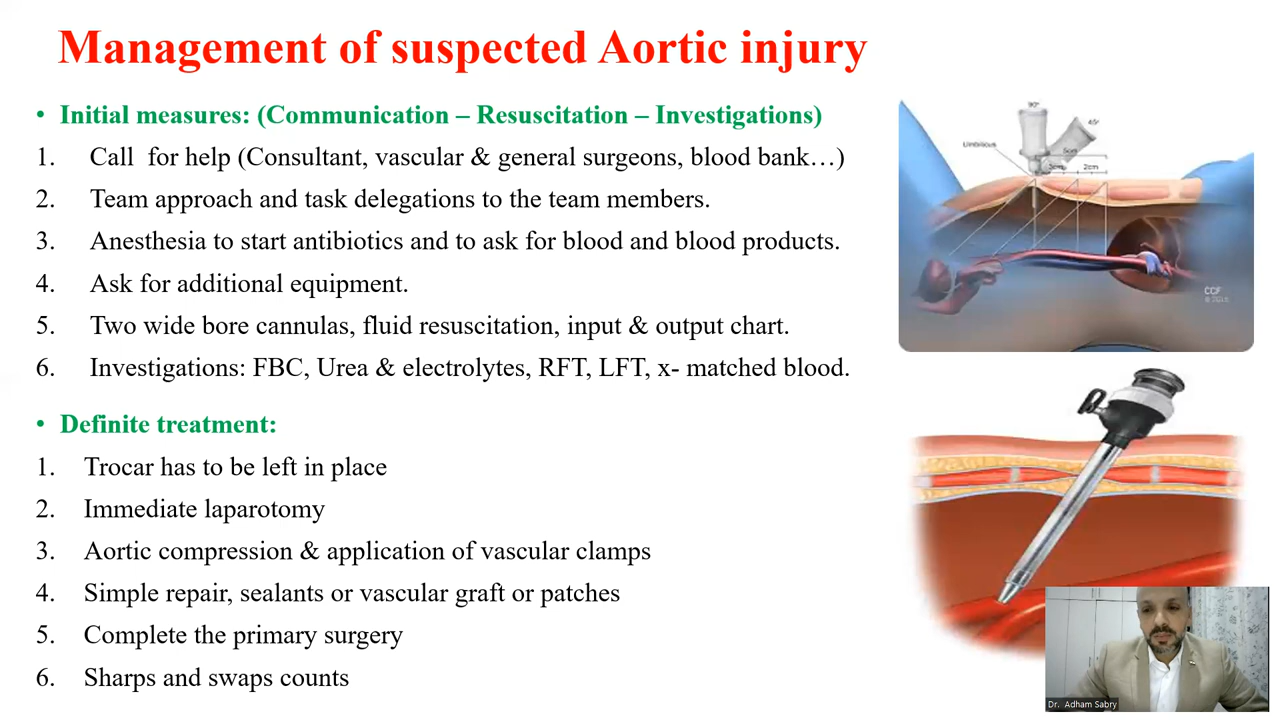 Management of suspected Aortic injury
• Initial measures: (Communication – Resuscitation – Investigations)
1. Call for help (Consultant, vascular & general surgeons, blood bank…)
2. Team approach and task delegations to the team members.
3. Anesthesia to start antibiotics and to ask for blood and blood products.
4. Ask for additional equipment.
5. Two wide bore cannulas, fluid resuscitation, input & output chart.
6. Investigations: FBC, Urea & electrolytes, RFT, LFT, x- matched blood.
• Definite treatment:
1. Trocar has to be left in place
2. Immediate laparotomy
3. Aortic compression & application of vascular clamps
4. Simple repair, sealants or vascular graft or patches
5. Complete the primary surgery
6. Sharps and swaps counts
90°
45°
Umbilicus
5cm
3cm
2cm
CCF
Dr. Adham Sabry